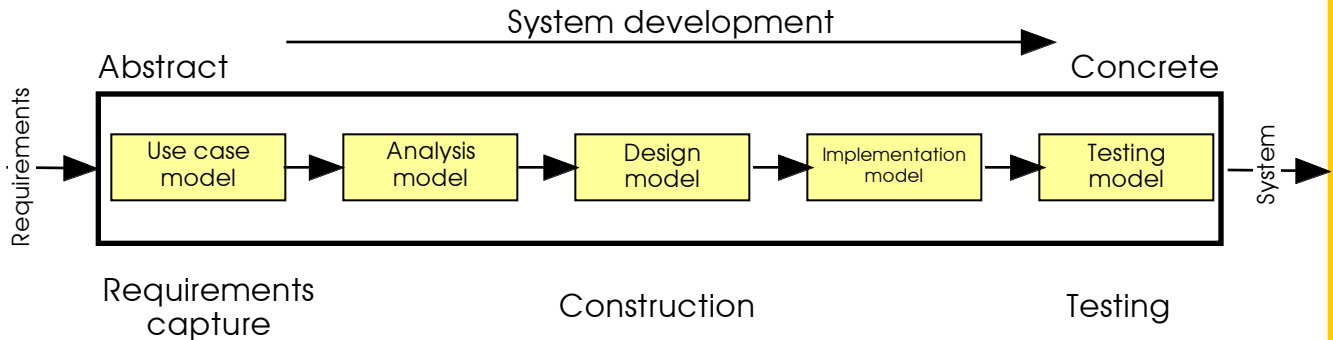 System development
Abstract
Concrete
Requirements
Use case
model
Analysis
model
Design
model
Implementation
model
Testing
model
System
Requirements
capture
Construction
Testing